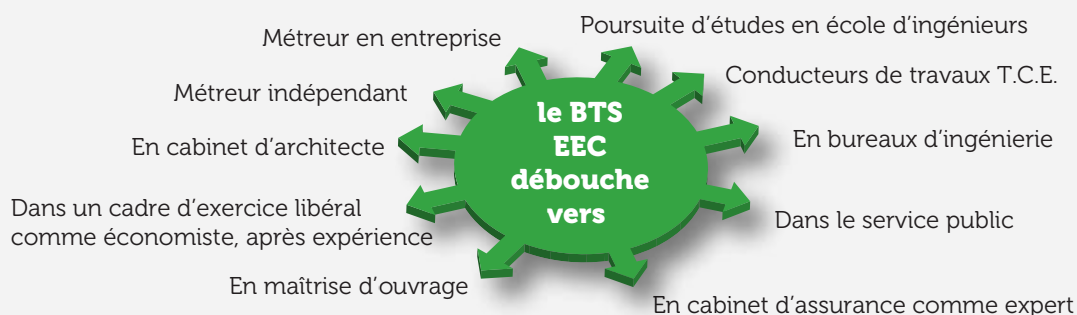 Métreur en entreprise
Poursuite d'études en école d'ingénieurs
Métreur indépendant
Conducteurs de travaux T.C.E.
En cabinet d'architecte
le BTS
EEC
débouche
vers
En bureaux d'ingénierie
Dans un cadre d'exercice libéral
comme économiste, après expérience
Dans le service public
En maîtrise d'ouvrage
En cabinet d'assurance comme expert